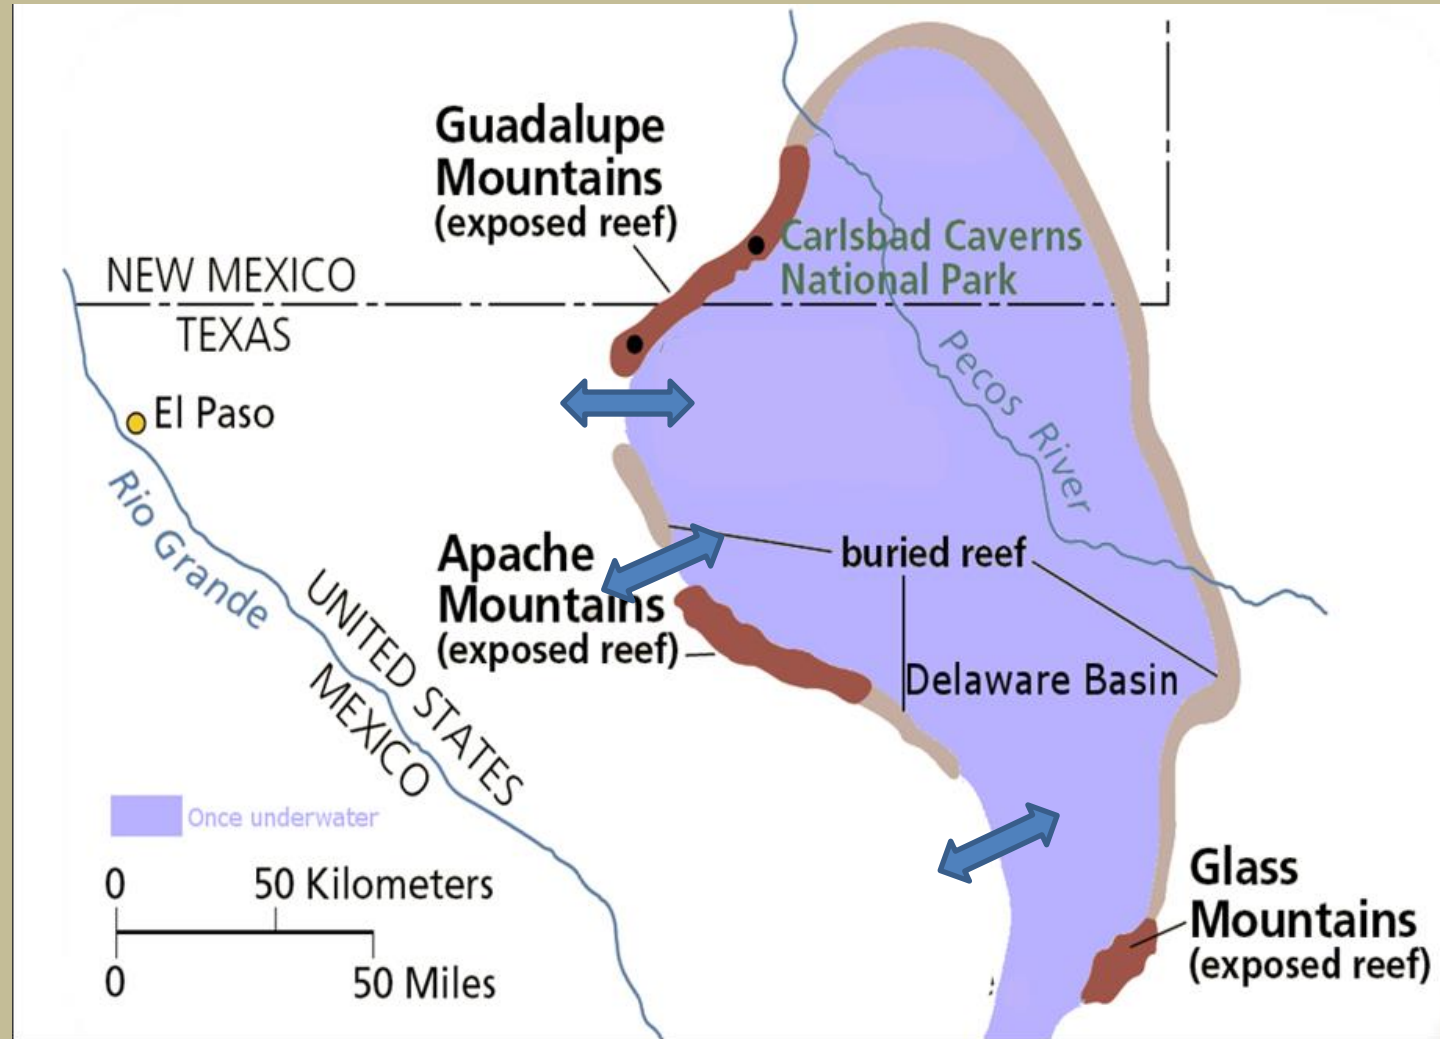 Guadalupe
Mountains
(exposed reef)
Carlsbad Caverns
National Park
NEW MEXICO
TEXAS
El Paso
Rio Grande
Pecos River
UNITED STATES
MEXICO
Apache
Mountains
(exposed reef)
buried reef
Delaware Basin
Once underwater
0 50 Kilometers
0 50 Miles
Glass
Mountains
(exposed reef)